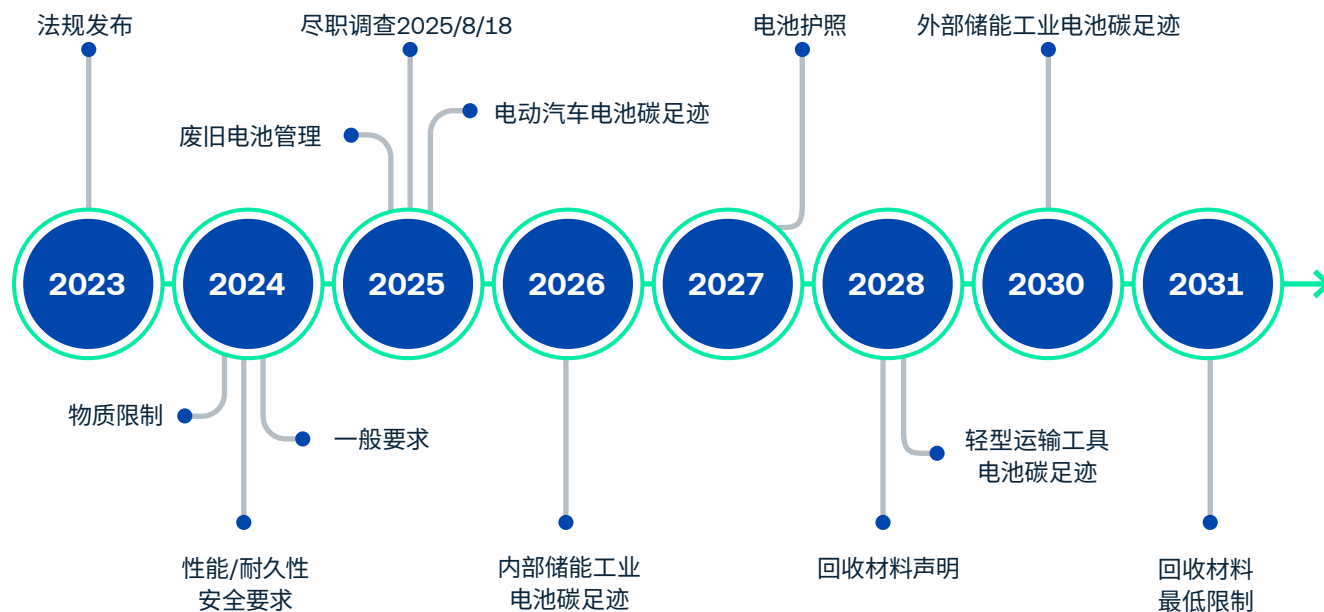 法规发布
尽职调查2025/8/18
电池护照
外部储能工业电池碳足迹
电动汽车电池碳足迹
废旧电池管理
2023
2024
2025
2026
2027
2028
2030
2031
物质限制
一般要求
轻型运输工具
电池碳足迹
性能/耐久性
安全要求
内部储能工业
电池碳足迹
回收材料声明
回收材料
最低限制